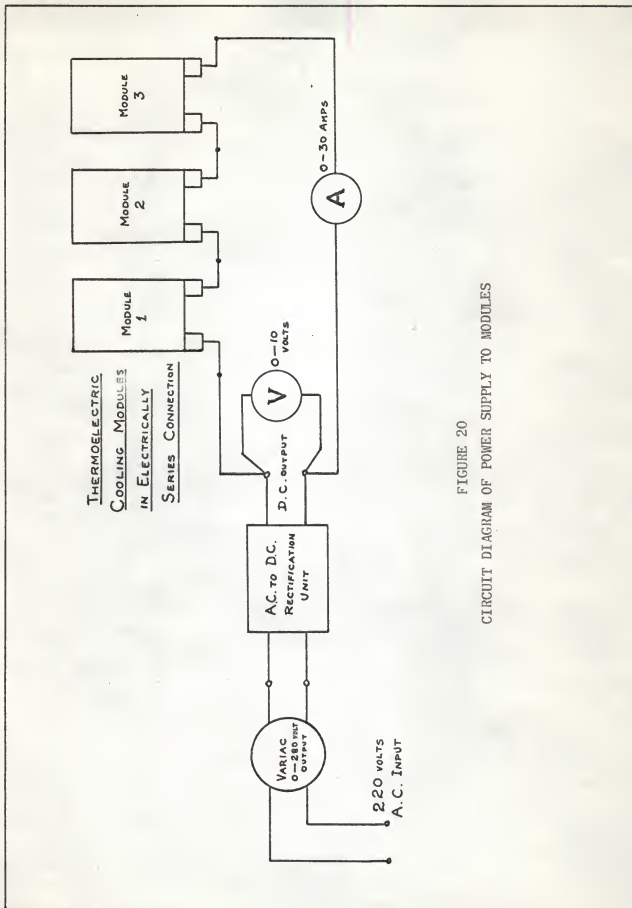 THERMOELECTRIC
COOLING MODULES
IN ELECTRICALLY
SERIES CONNECTION
MODULE
1
MODULE
2
MODULE
3
220 VOLTS
A.C. INPUT
VARIAC
0-280 VOLT
OUTPUT
A.C. TO D.C.
RECTIFICATION
UNIT
D.C. OUTPUT
V
0-10
VOLTS
A
0-30 AMPS
FIGURE 20
CIRCUIT DIAGRAM OF POWER SUPPLY TO MODULES